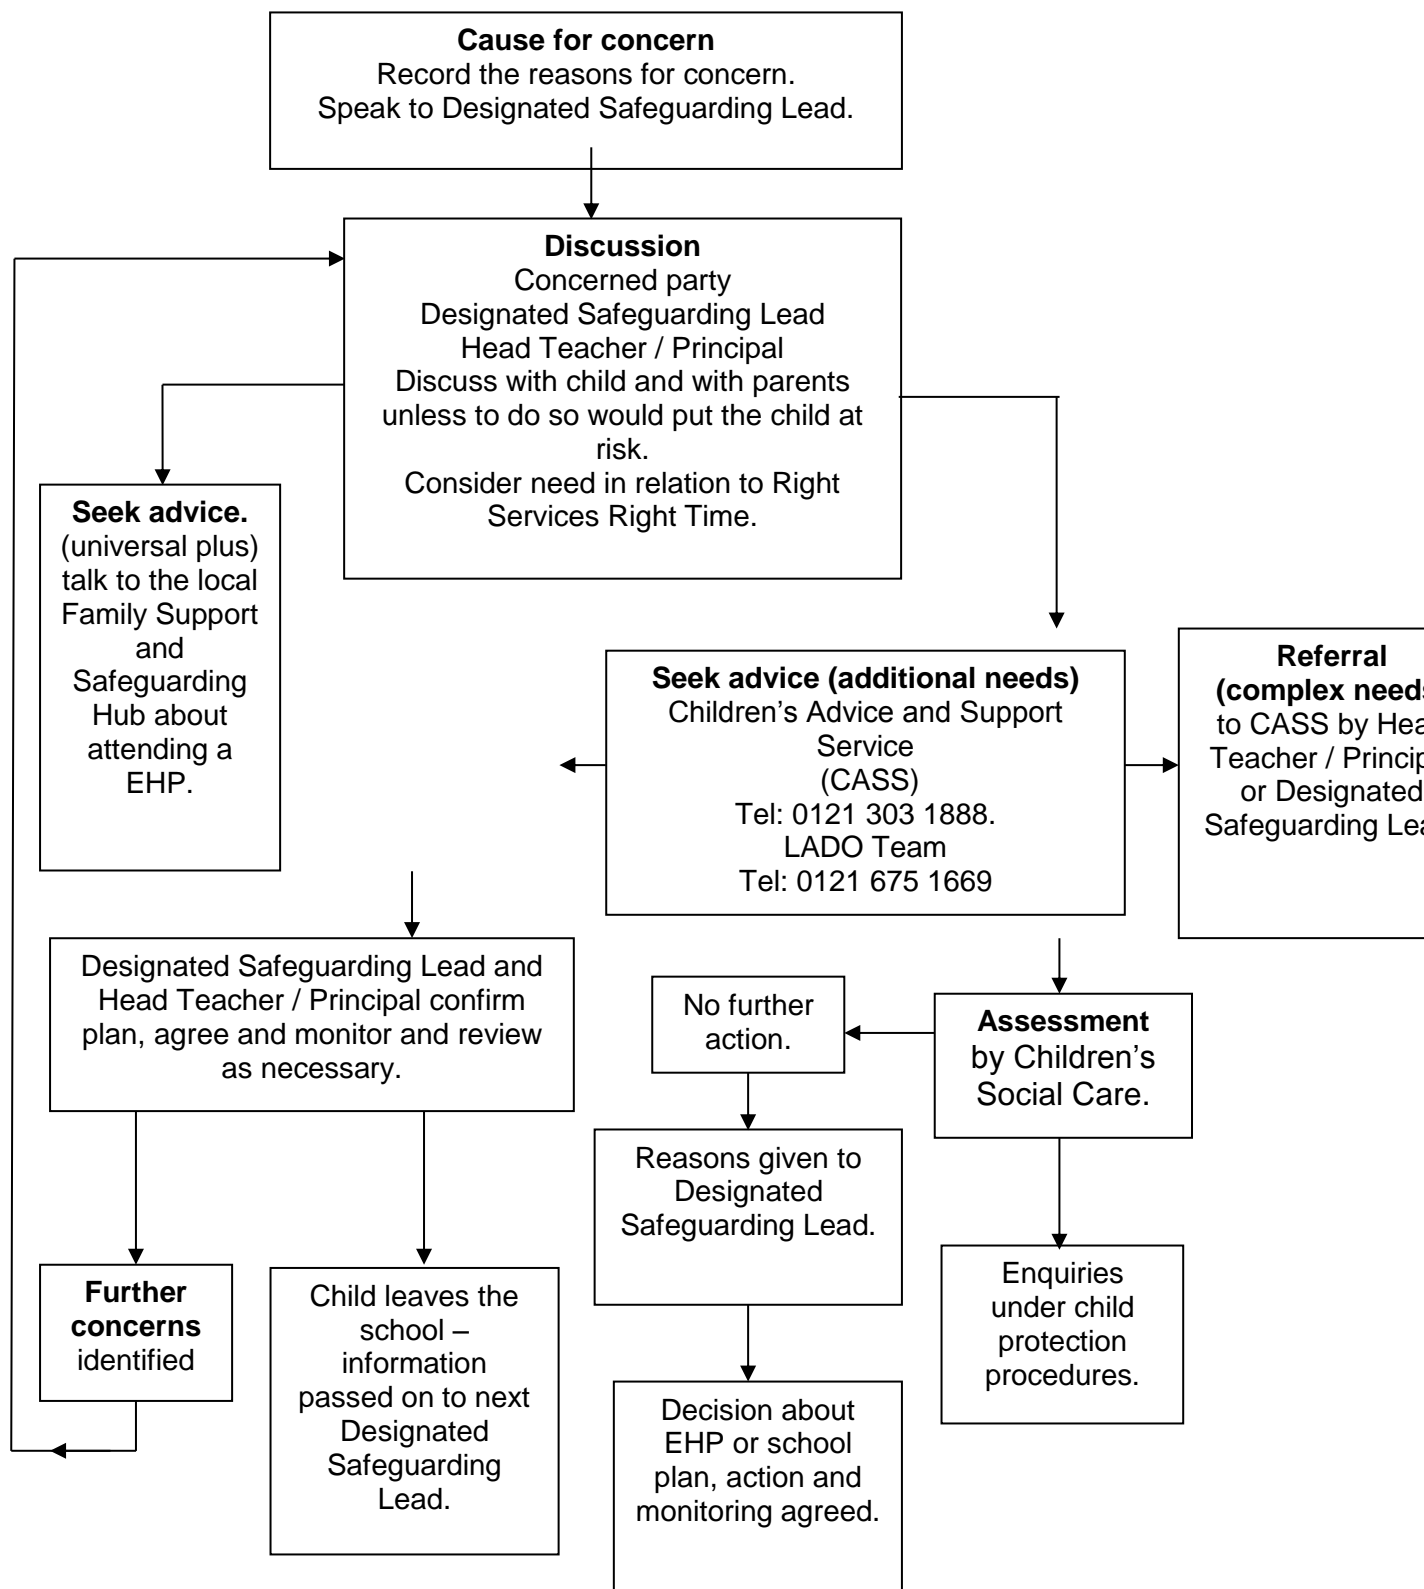 Cause for concern
Record the reasons for concern.
Speak to Designated Safeguarding Lead.
Discussion
Concerned party
Designated Safeguarding Lead
Head Teacher / Principal
Discuss with child and with parents
unless to do so would put the child at
risk.
Consider need in relation to Right
Services Right Time.
Seek advice.
(universal plus)
talk to the local
Family Support
and
Safeguarding
Hub about
attending a
EHP.
Seek advice (additional needs)
Children’s Advice and Support
Service
(CASS)
Tel: 0121 303 1888.
LADO Team
Tel: 0121 675 1669
Referral
(complex needs
to CASS by
Teacher /
or Designated
Safeguarding
Designated Safeguarding Lead and
Head Teacher / Principal confirm
plan, agree and monitor and review
as necessary.
No further
action.
Assessment
by Children’s
Social Care.
Reasons given to
Designated
Safeguarding Lead.
Enquiries
under child
protection
procedures.
Further
concerns
identified
Child leaves the
school –
information
passed on to next
Designated
Safeguarding
Lead.
Decision about
EHP or school
plan, action and
monitoring agreed.